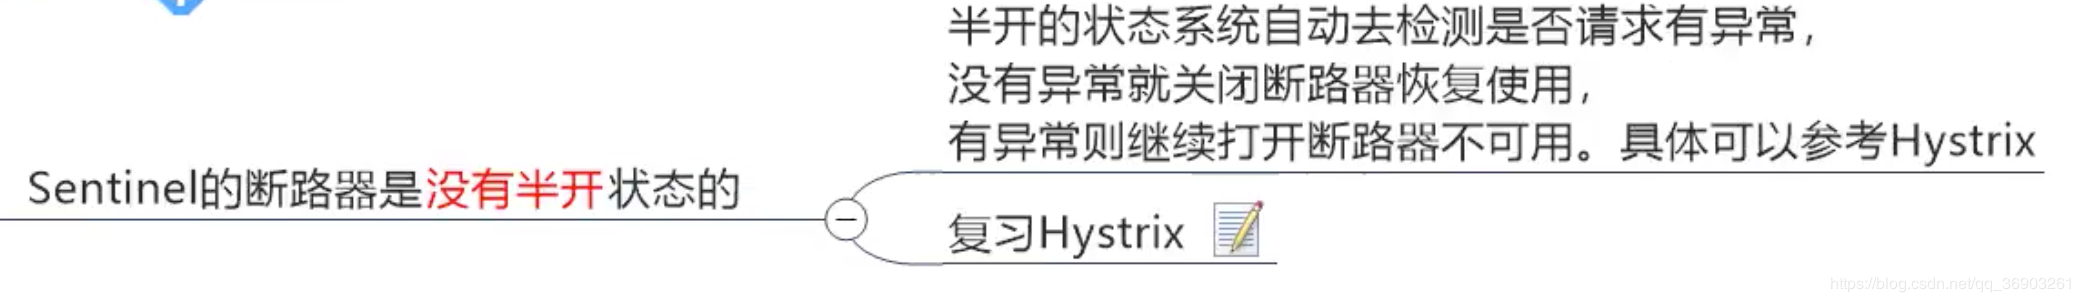 Sentinel的断路器是没有半开状态的
半开的状态系统自动去检测是否请求有异常，
没有异常就关闭断路器恢复使用，
有异常则继续打开断路器不可用。具体可以参考Hystrix
复习Hystrix
https://blog.csdn.net/qq_36903261